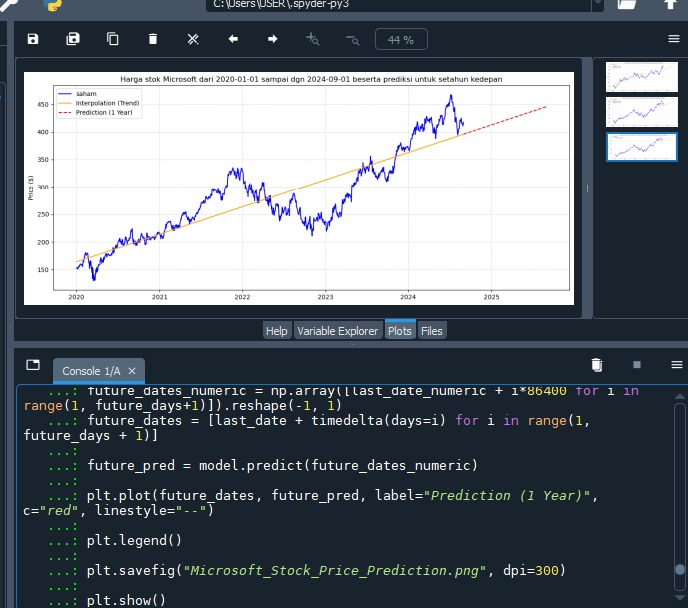 C:\Users\USER\.spyder-py3
44 %
Harga stok Microsoft dari 2020-01-01 sampai dgn 2024-09-01 beserta prediksi untuk setahun kedepan
saham
Interpolation (Trend)
Prediction (1 Year)
Price ($)
450
400
350
300
250
200
150
2020 2021 2022 2023 2024 2025
Help Variable Explorer Plots Files
Console 1/A
...: future_dates_numeric = np.array([last_date_numeric + i*86400 for i in
range(1, future_days+1)]).reshape(-1, 1)
...: future_dates = [last_date + timedelta(days=i) for i in range(1,
future_days + 1)]
...:
...: future_pred = model.predict(future_dates_numeric)
...:
...: plt.plot(future_dates, future_pred, label="Prediction (1 Year)",
c="red", linestyle="--")
...:
...: plt.legend()
...:
...: plt.savefig("Microsoft_Stock_Price_Prediction.png", dpi=300)
...:
...: plt.show()